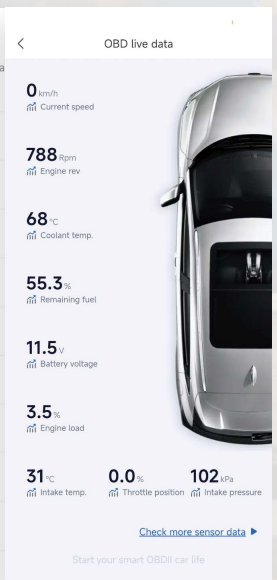 OBD live data
a
0 km/h
Current speed
788 Rpm
Engine rev
68 °C
Coolant temp.
55.3 %
Remaining fuel
11.5 V
Battery voltage
3.5 %
Engine load
31 °C 0.0 % 102 kPa
Intake temp. Throttle position Intake pressure
Check more sensor data
Start your smart OBDII car life